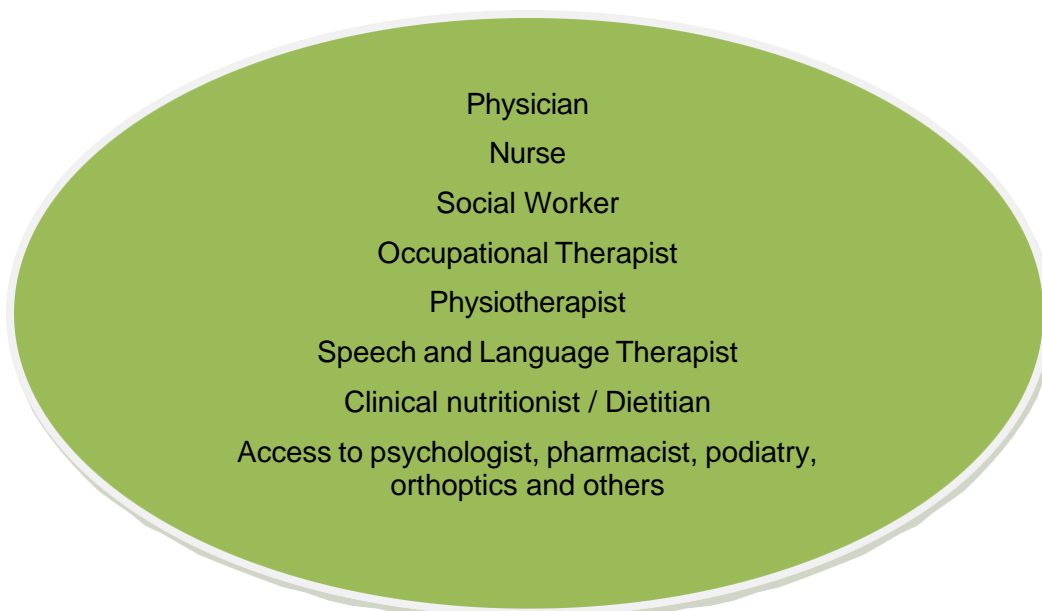 Physician
Nurse
Social Worker
Occupational Therapist
Physiotherapist
Speech and Language Therapist
Clinical nutritionist / Dietitian
Access to psychologist, pharmacist, podiatry,
orthoptics and others